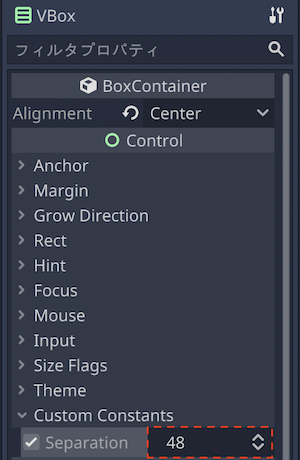 VBox
フィルタプロパティ
BoxContainer
Alignment Center
Control
Anchor
Margin
Grow Direction
Rect
Hint
Focus
Mouse
Input
Size Flags
Theme
Custom Constants
Separation 48